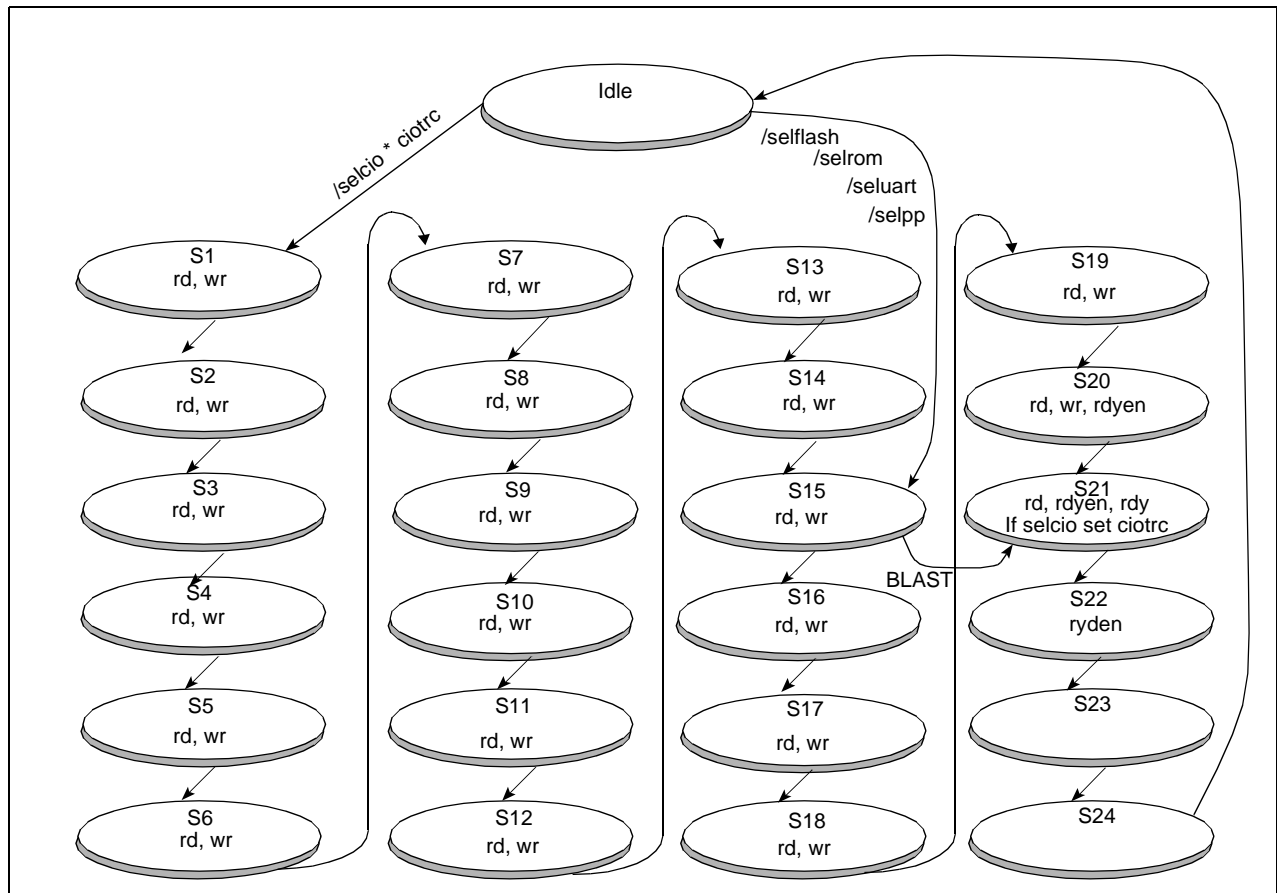 Idle
/selcio * ciotrc
/selflash
/selrom
/seluart
/selpp
S1
rd, wr
S2
rd, wr
S3
rd, wr
S4
rd, wr
S5
rd, wr
S6
rd, wr
S7
rd, wr
S8
rd, wr
S9
rd, wr
S10
rd, wr
S11
rd, wr
S12
rd, wr
S13
rd, wr
S14
rd, wr
S15
rd, wr
BLAST
S16
rd, wr
S17
rd, wr
S18
rd, wr
S19
rd, wr
S20
rd, wr, rdyen
S21
rd, rdyen, rdy
If selcio set ciotrc
S22
ryden
S23
S24